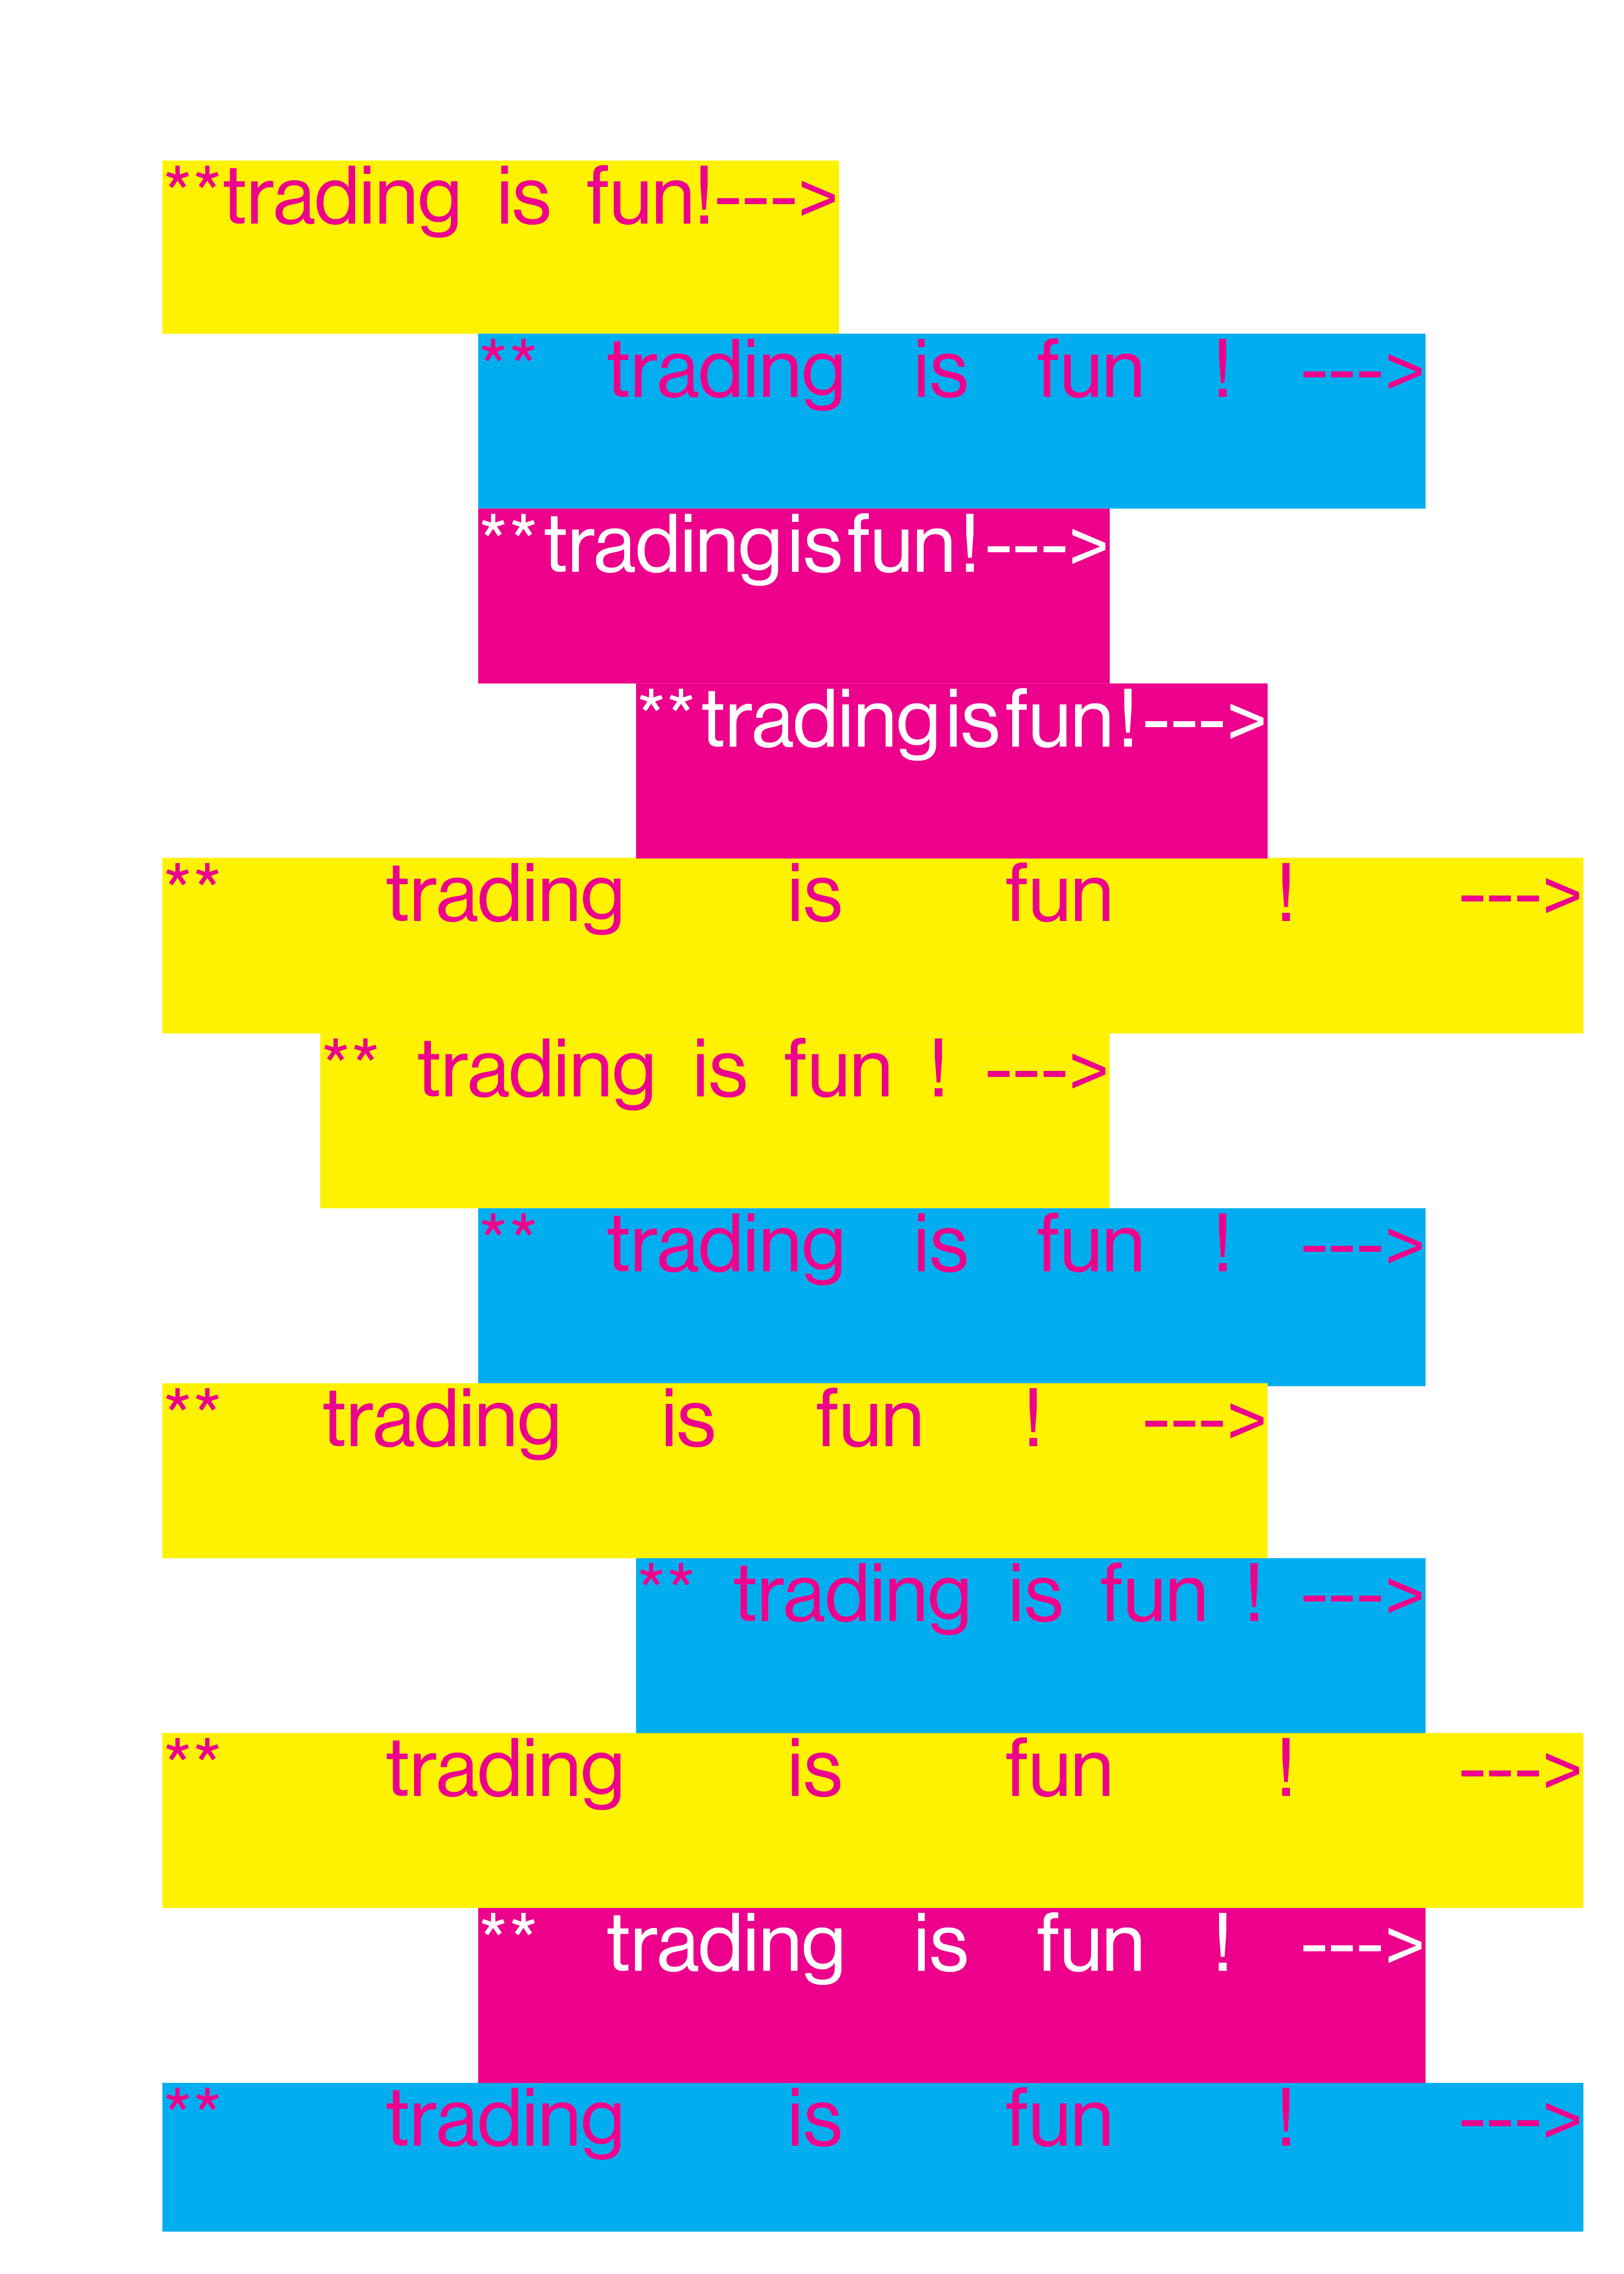 **trading is fun!--->
** trading is fun ! --->
**tradingisfun!--->
**tradingisfun!--->
** trading is fun ! --->
** trading is fun ! --->
** trading is fun ! --->
** trading is fun ! --->
** trading is fun ! --->
** trading is fun ! --->
** trading is fun ! --->
** trading is fun ! --->